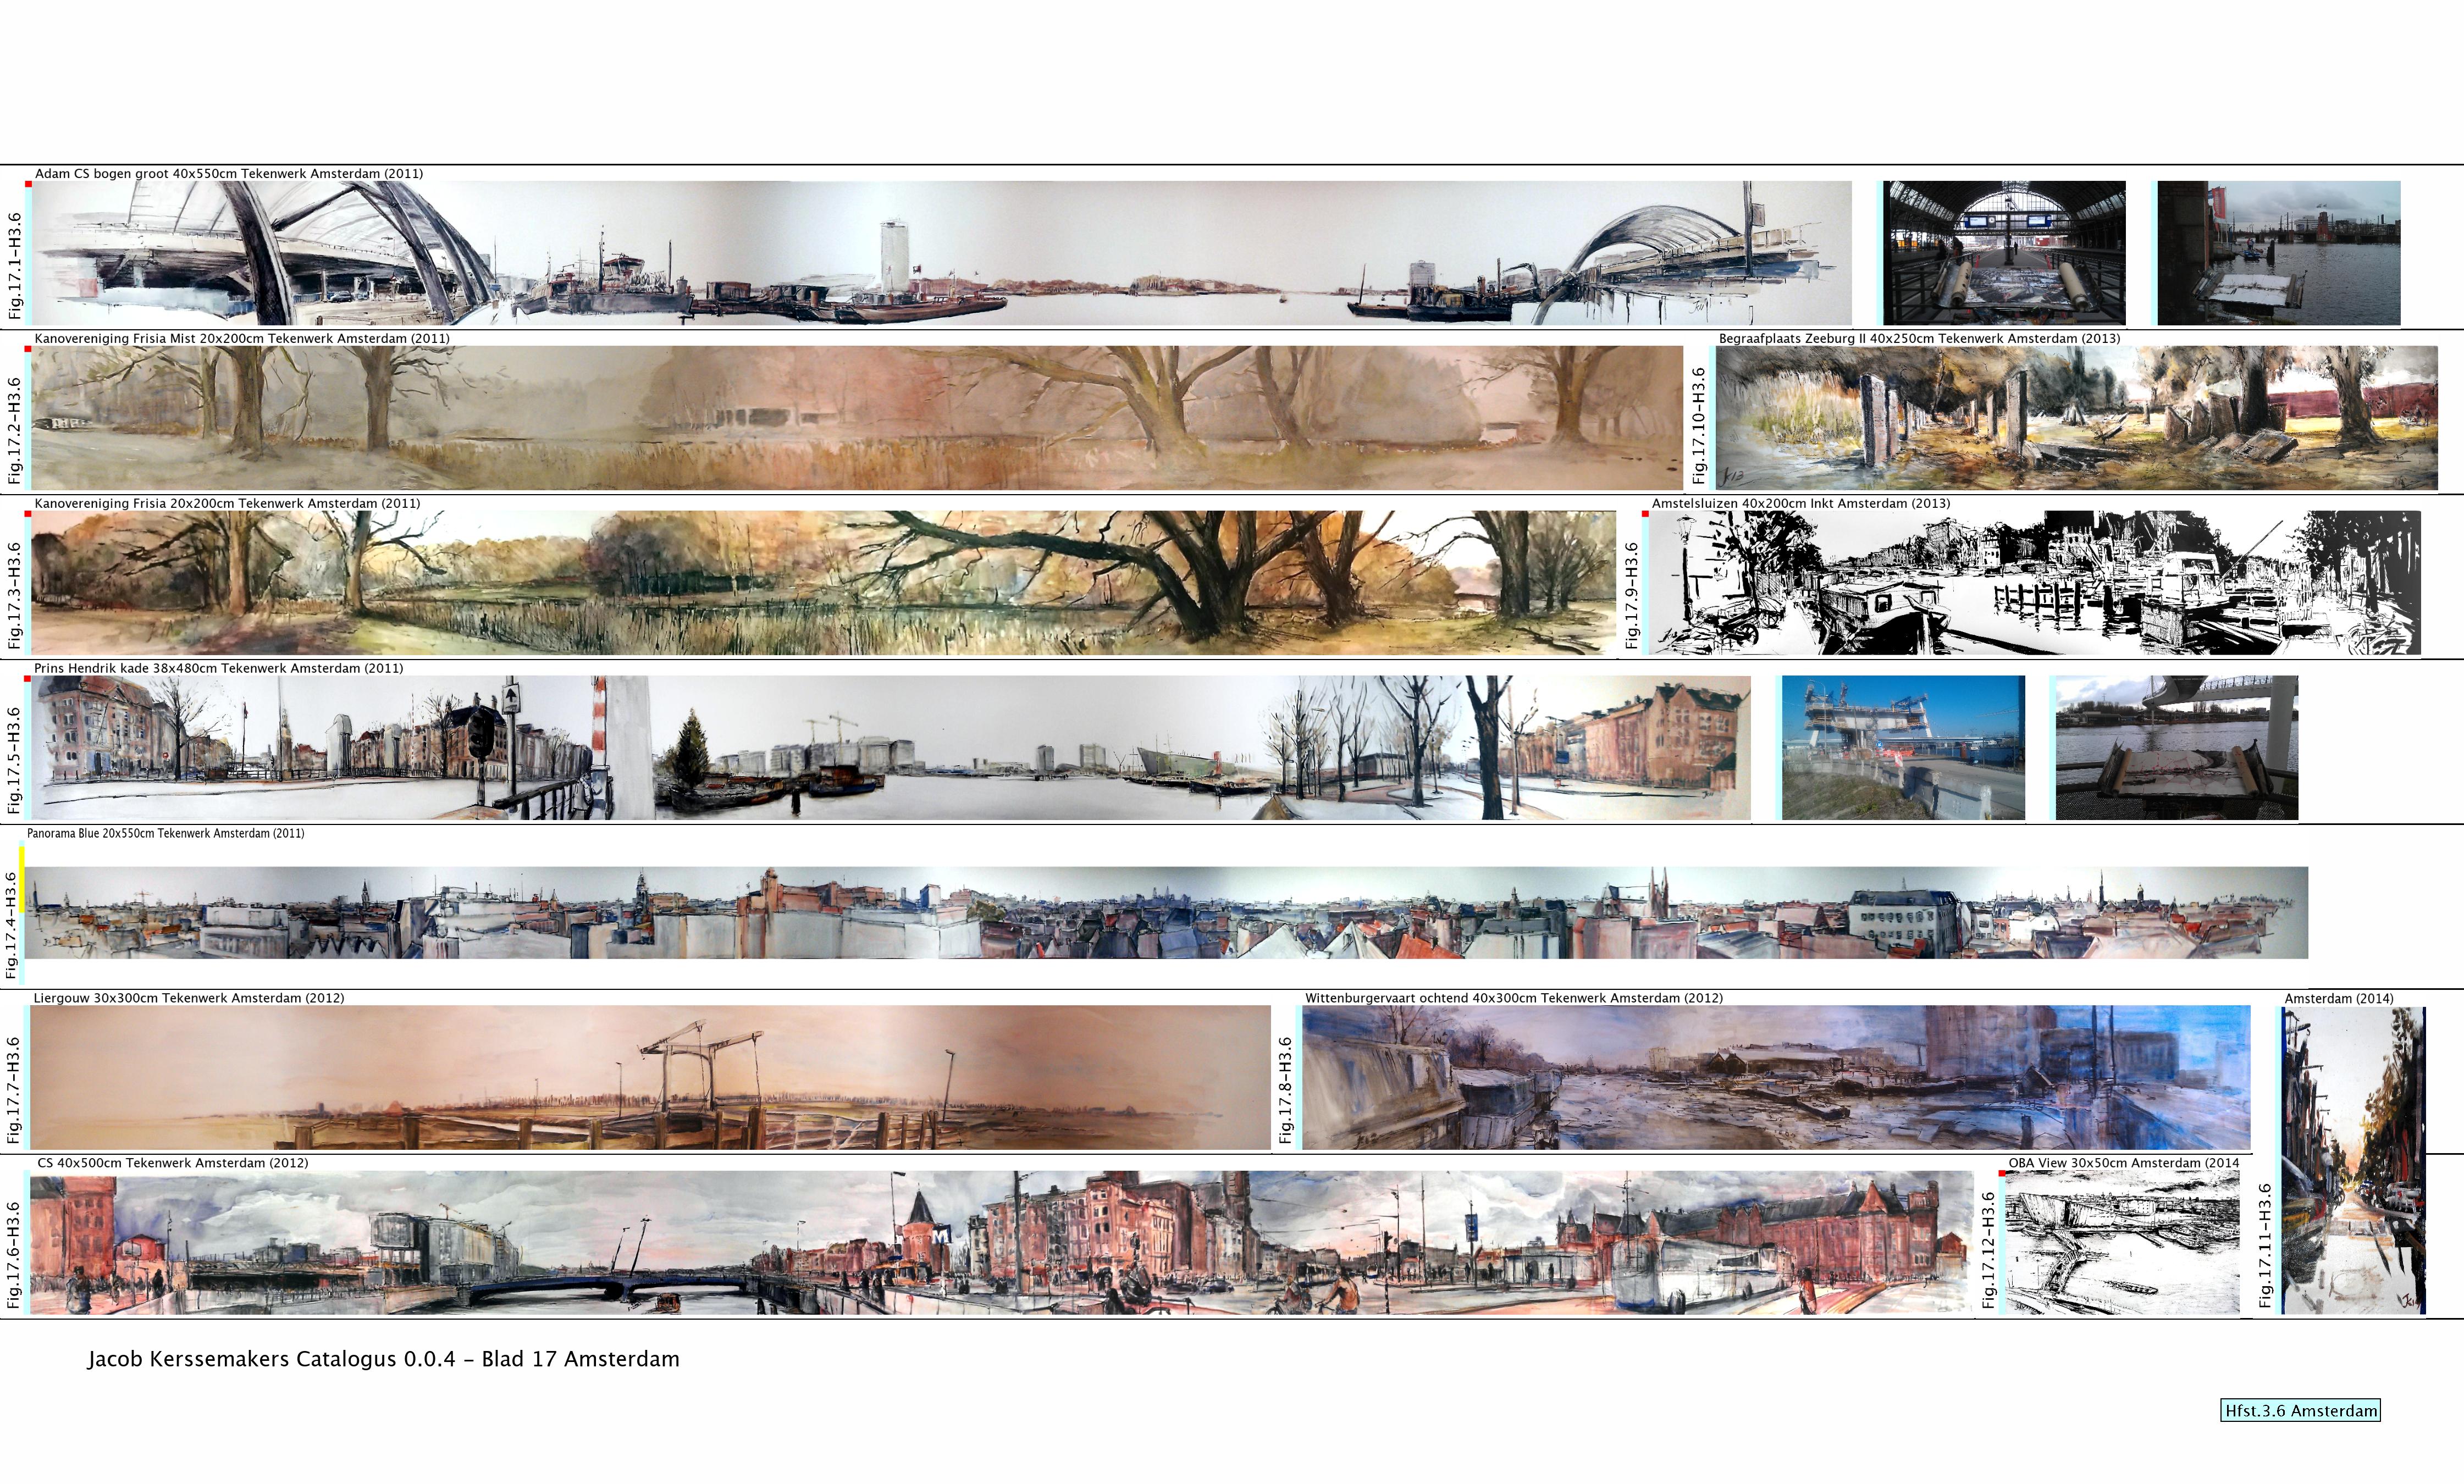 Adam CS bogen groot 40x550cm Tekenwerk Amsterdam (2011)
Fig.17.1-H3.6
Kanovereniging Frisia Mist 20x200cm Tekenwerk Amsterdam (2011)
Fig.17.2-H3.6
Begraafplaats Zeeburg II 40x250cm Tekenwerk Amsterdam (2013)
Fig.17.10-H3.6
Kanovereniging Frisia 20x200cm Tekenwerk Amsterdam (2011)
Fig.17.3-H3.6
Amstelsluizen 40x200cm Inkt Amsterdam (2013)
Fig.17.9-H3.6
Prins Hendrik kade 38x480cm Tekenwerk Amsterdam (2011)
Fig.17.5-H3.6
Panorama Blue 20x550cm Tekenwerk Amsterdam (2011)
Fig.17.4-H3.6
Liergouw 30x300cm Tekenwerk Amsterdam (2012)
Fig.17.7-H3.6
Wittenburgervaart ochtend 40x300cm Tekenwerk Amsterdam (2012)
Fig.17.8-H3.6
Amsterdam (2014)
Fig.17.11-H3.6
CS 40x500cm Tekenwerk Amsterdam (2012)
Fig.17.6-H3.6
M
OBA View 30x50cm Amsterdam (2014
Fig.17.12-H3.6
Jacob Kerssemakers Catalogus 0.0.4 - Blad 17 Amsterdam
Hfst.3.6 Amsterdam